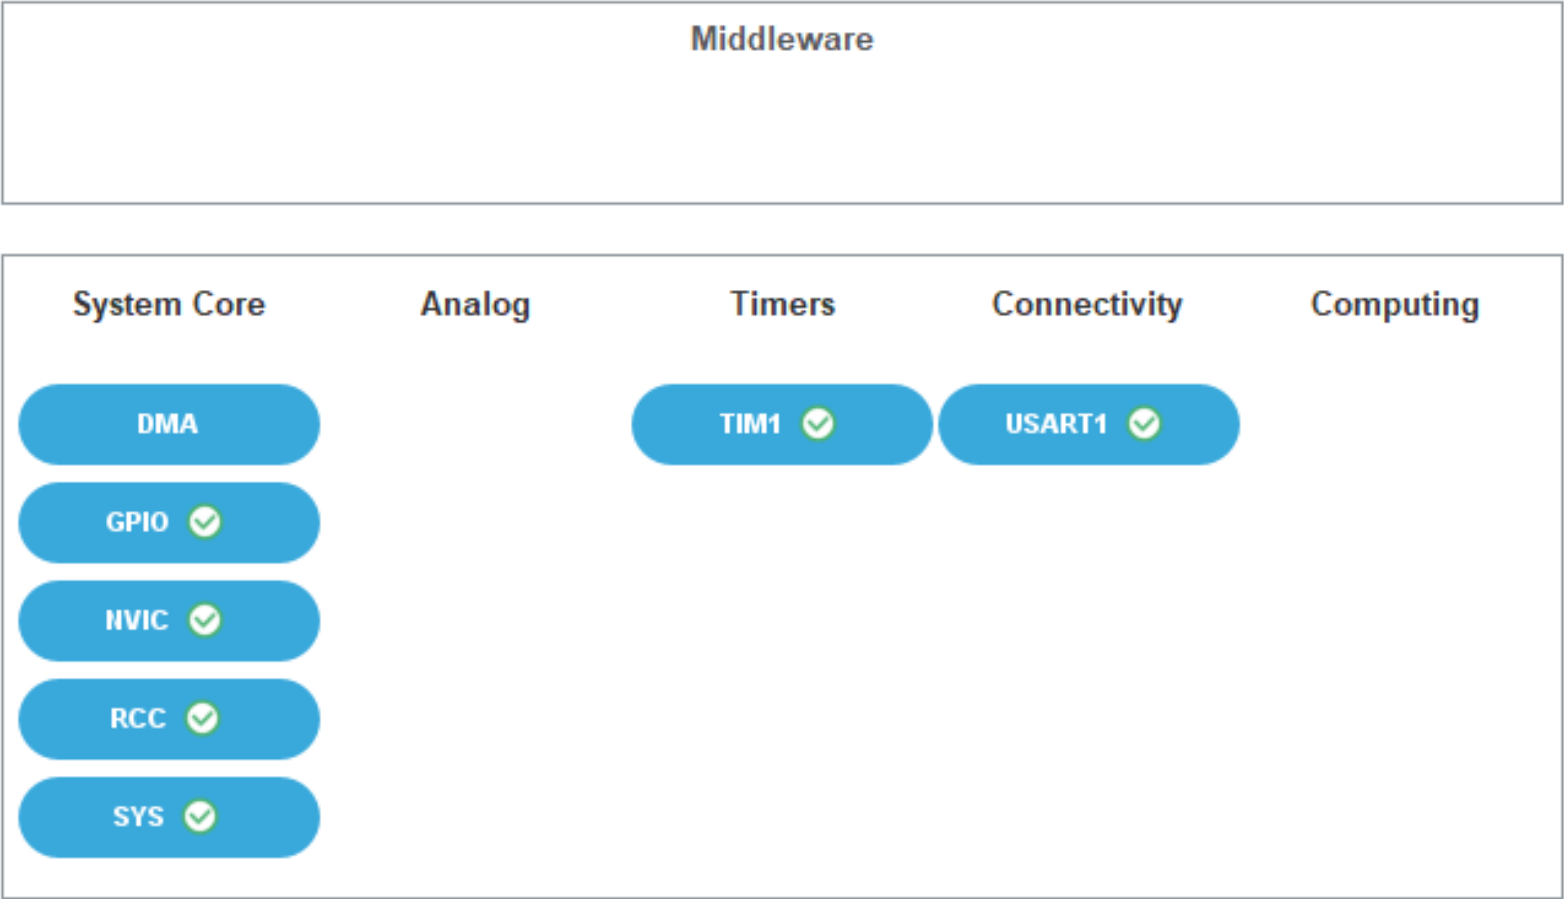 Middleware
System Core Analog Timers Connectivity Computing
DMA TIM1 USART1
GPIO
NVIC
RCC
SYS